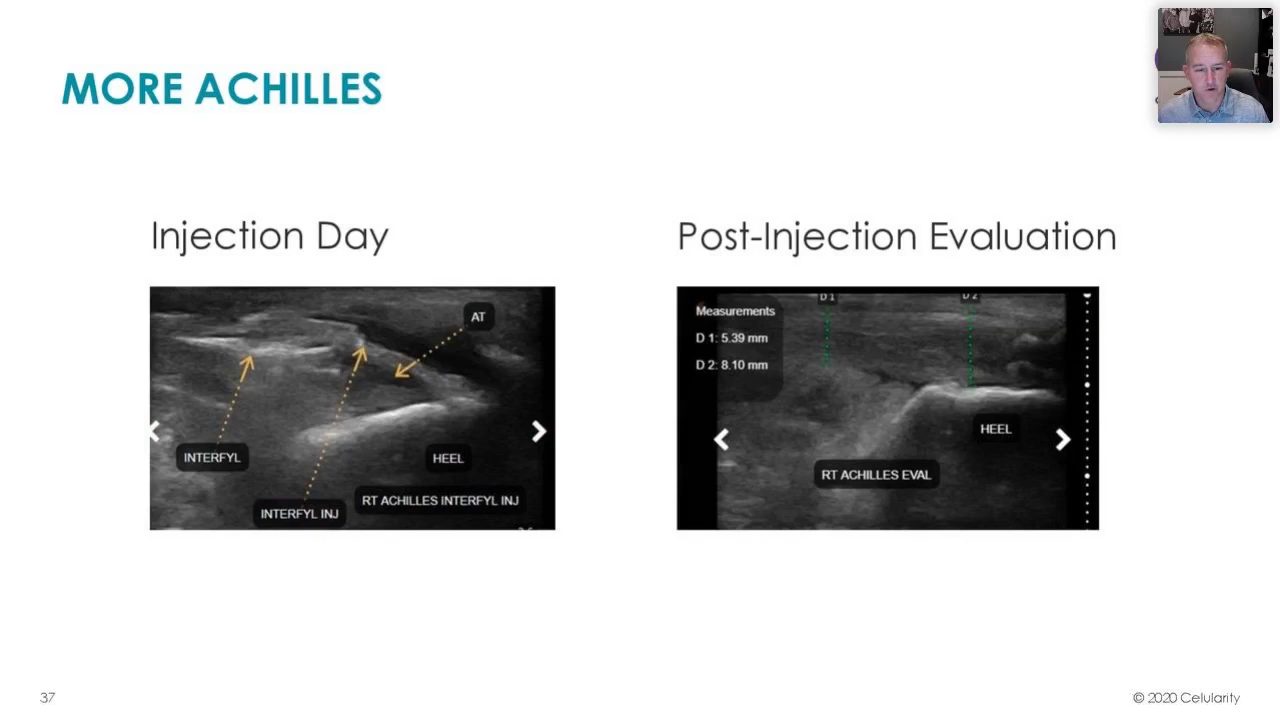 MORE ACHILLES
Injection Day
Post-Injection Evaluation
AT
INTERFYL
HEEL
RT ACHILLES INTERFYL INJ
INTERFYL INJ
D 1
D 2
Measurements
D 1: 5.39 mm
D 2: 8.10 mm
HEEL
RT ACHILLES EVAL
37
© 2020 Celularity